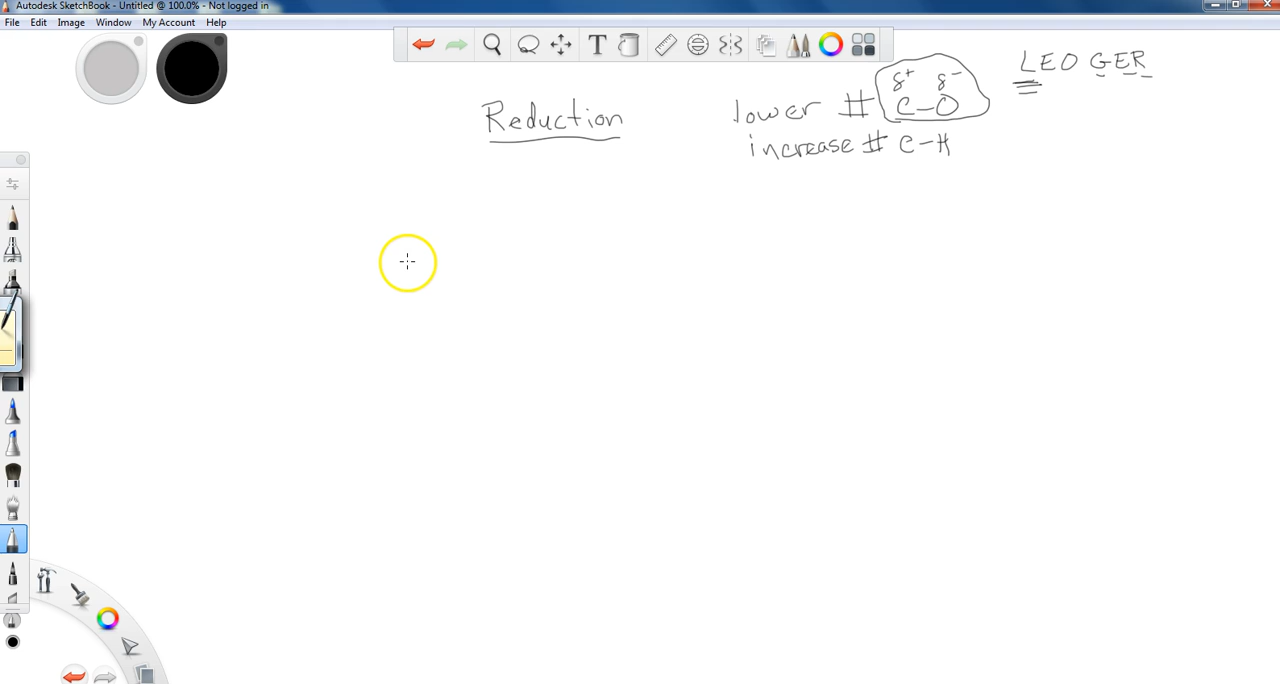 Autodesk SketchBook - Untitled @ 100.0% - Not logged in
File Edit Image Window My Account Help
T
LEO GER
δ+ δ-
Reduction
lower # C-O
increase # C-H